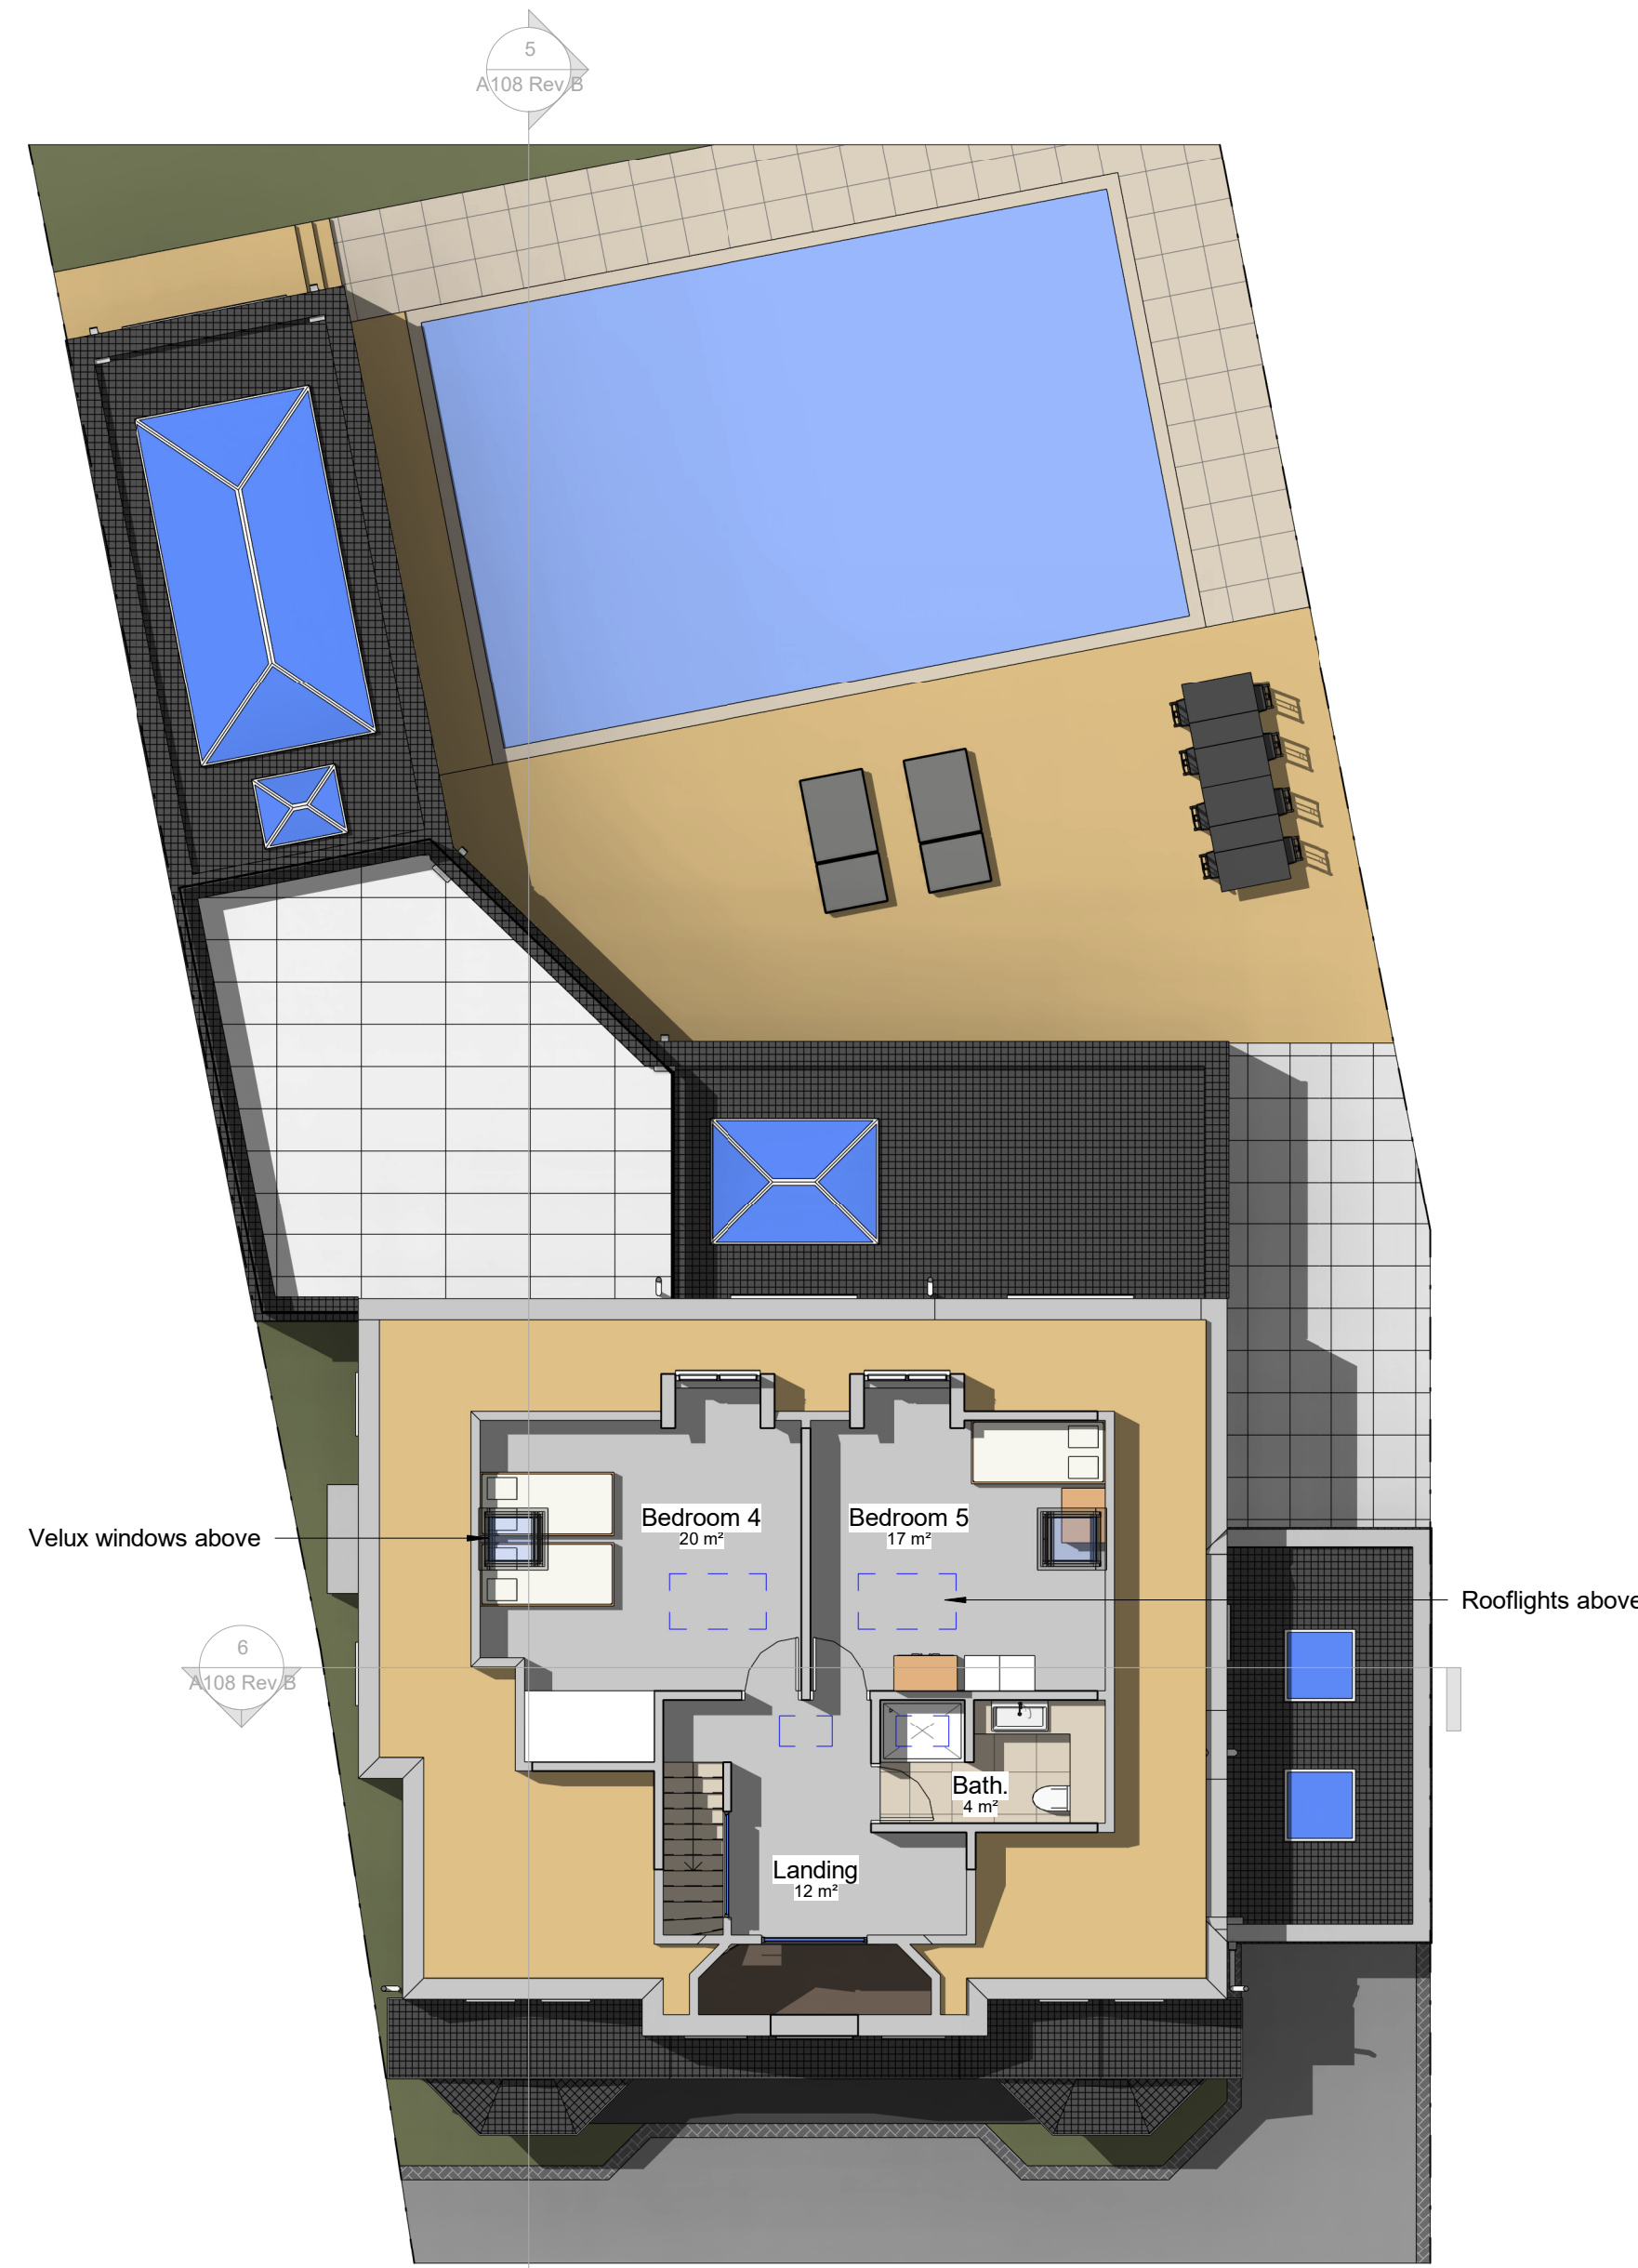 5
A108 Rev B
Bedroom 4
20 m²
Bedroom 5
17 m²
Velux windows above
Rooflights above
6
A108 Rev B
Bath.
4 m²
Landing
12 m²